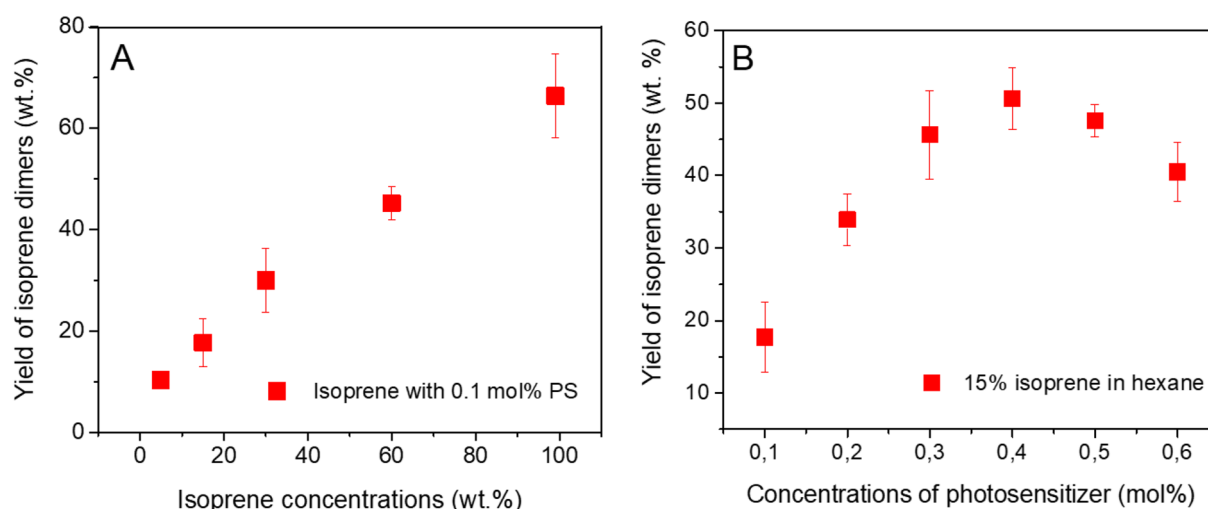 A
Yield of isoprene dimers (wt.%)
80
60
40
20
0
Isoprene with 0.1 mol% PS
0 20 40 60 80 100
Isoprene concentrations (wt.%)
B
Yield of isoprene dimers (wt. %)
60
50
40
30
20
10
15% isoprene in hexane
0,1 0,2 0,3 0,4 0,5 0,6
Concentrations of photosensitizer (mol%)